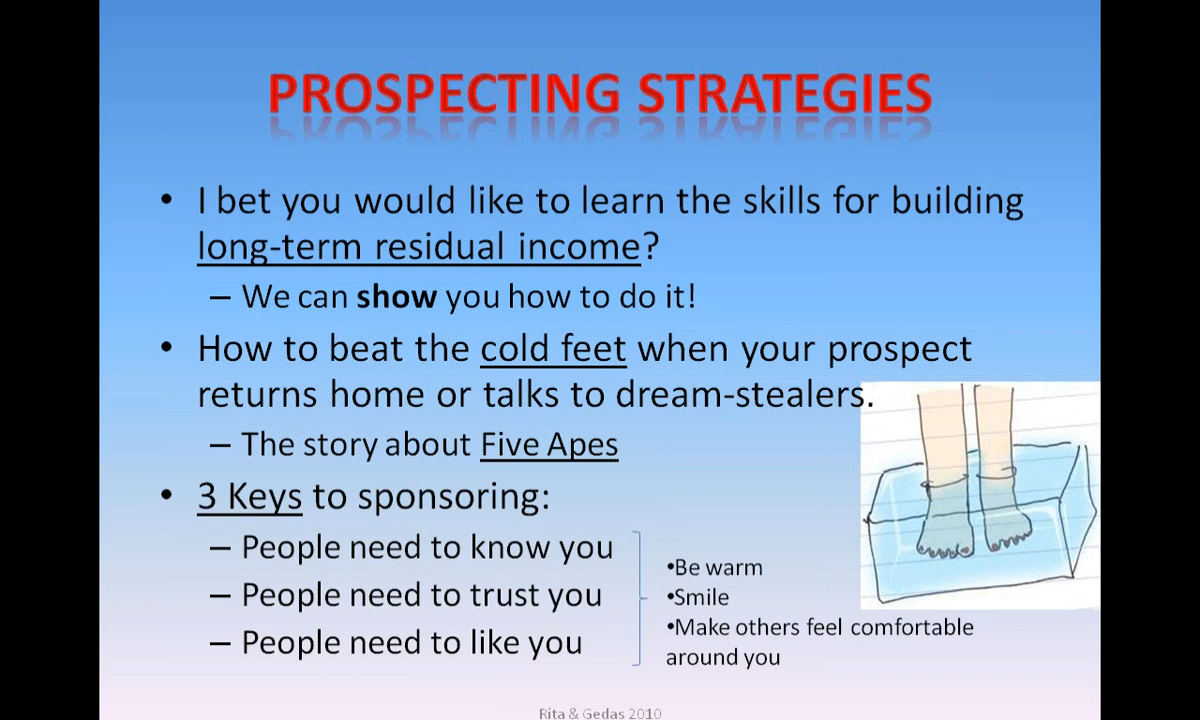 PROSPECTING STRATEGIES
• I bet you would like to learn the skills for building
long-term residual income?
– We can show you how to do it!
• How to beat the cold feet when your prospect
returns home or talks to dream-stealers.
– The story about Five Apes
• 3 Keys to sponsoring:
– People need to know you
– People need to trust you
– People need to like you
•Be warm
•Smile
•Make others feel comfortable
around you
Rita & Gedas 2010